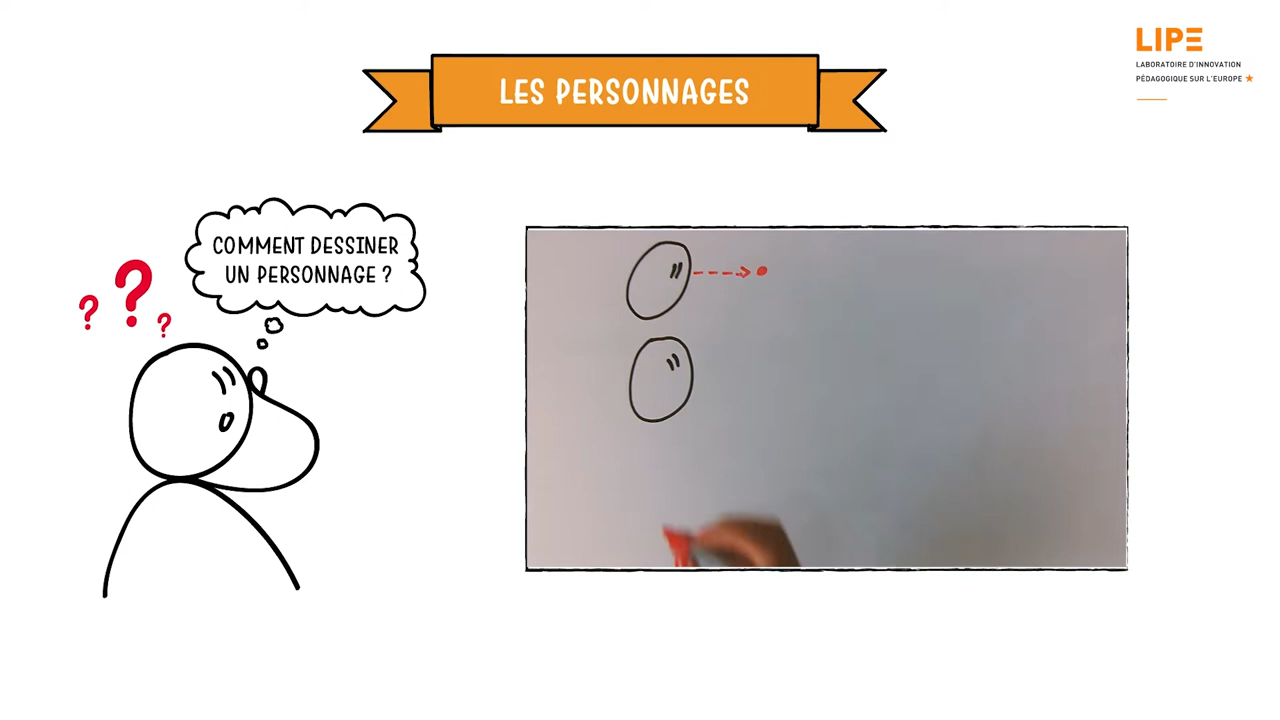 LIPE
LABORATOIRE D'INNOVATION
PÉDAGOGIQUE SUR L'EUROPE
LES PERSONNAGES
COMMENT DESSINER
UN PERSONNAGE ?
? ? ?